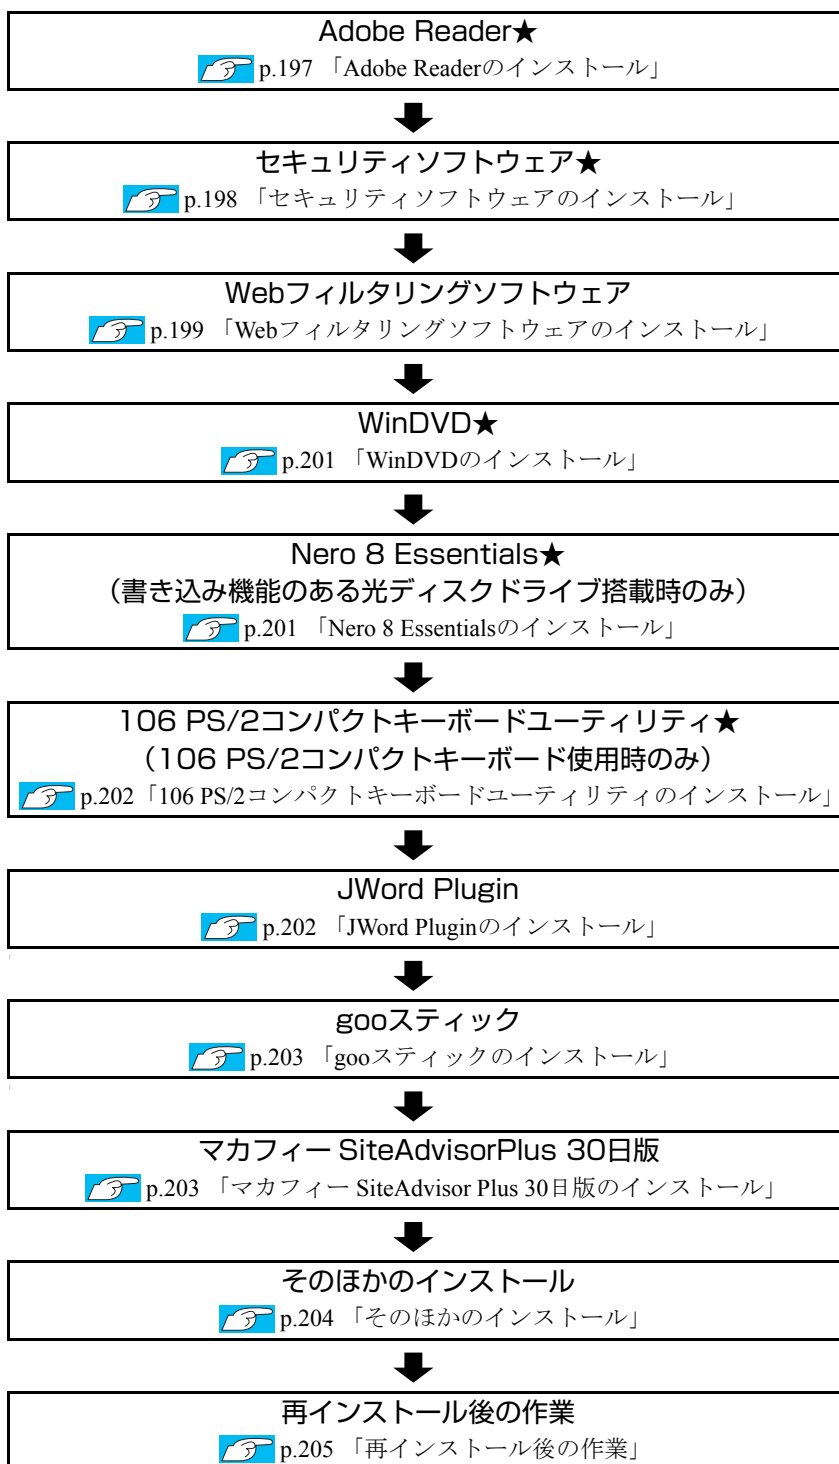 Adobe Reader★
p.197 「Adobe Readerのインストール」
セキュリティソフトウェア★
p.198 「セキュリティソフトウェアのインストール」
Webフィルタリングソフトウェア
p.199 「Webフィルタリングソフトウェアのインストール」
WinDVD★
p.201 「WinDVDのインストール」
Nero 8 Essentials★
（書き込み機能のある光ディスクドライブ搭載時のみ）
p.201 「Nero 8 Essentialsのインストール」
106 PS/2コンパクトキーボードユーティリティ★
（106 PS/2コンパクトキーボード使用時のみ）
p.202「106 PS/2コンパクトキーボードユーティリティのインストール」
JWord Plugin
p.202 「JWord Pluginのインストール」
gooスティック
p.203 「gooスティックのインストール」
マカフィー SiteAdvisorPlus 30日版
p.203 「マカフィー SiteAdvisor Plus 30日版のインストール」
そのほかのインストール
p.204 「そのほかのインストール」
再インストール後の作業
p.205 「再インストール後の作業」